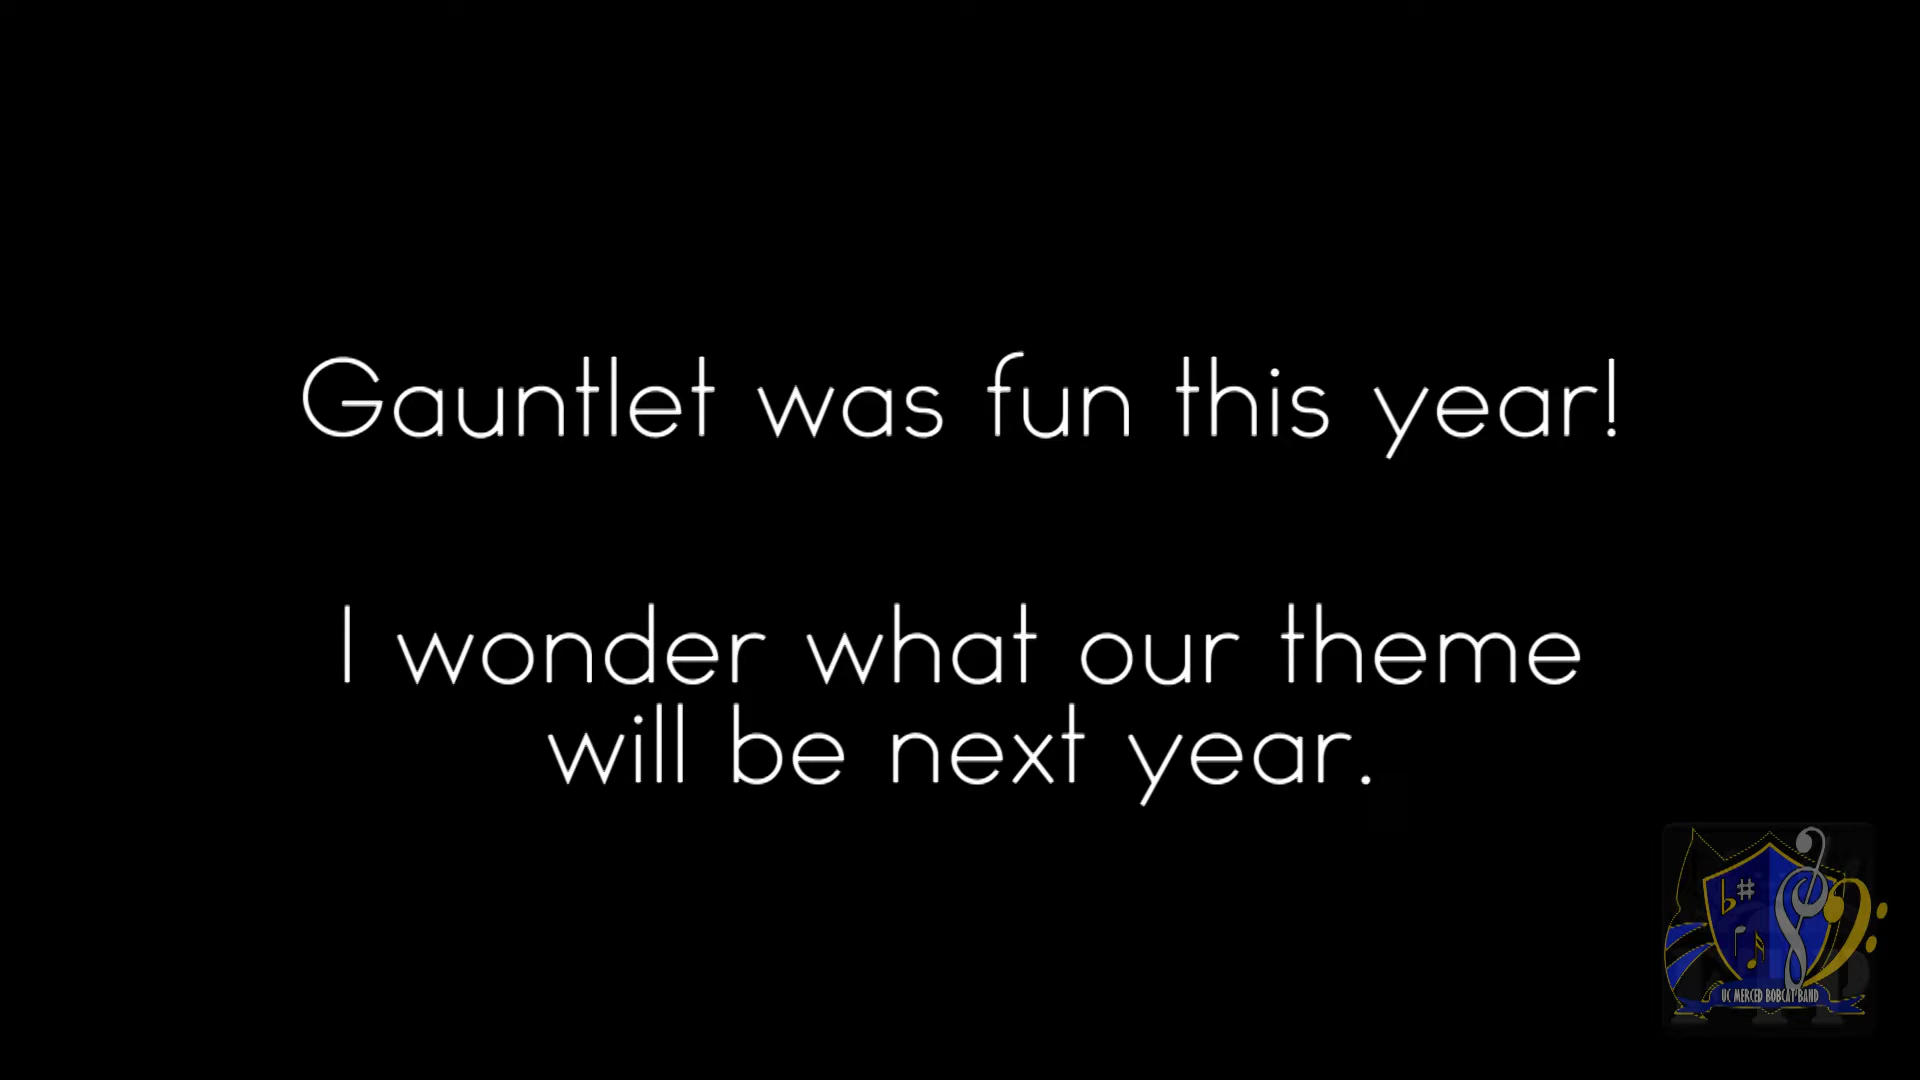 Gauntlet was fun this year!
I wonder what our theme
will be next year.
UC MERCED BOBCAT BAND